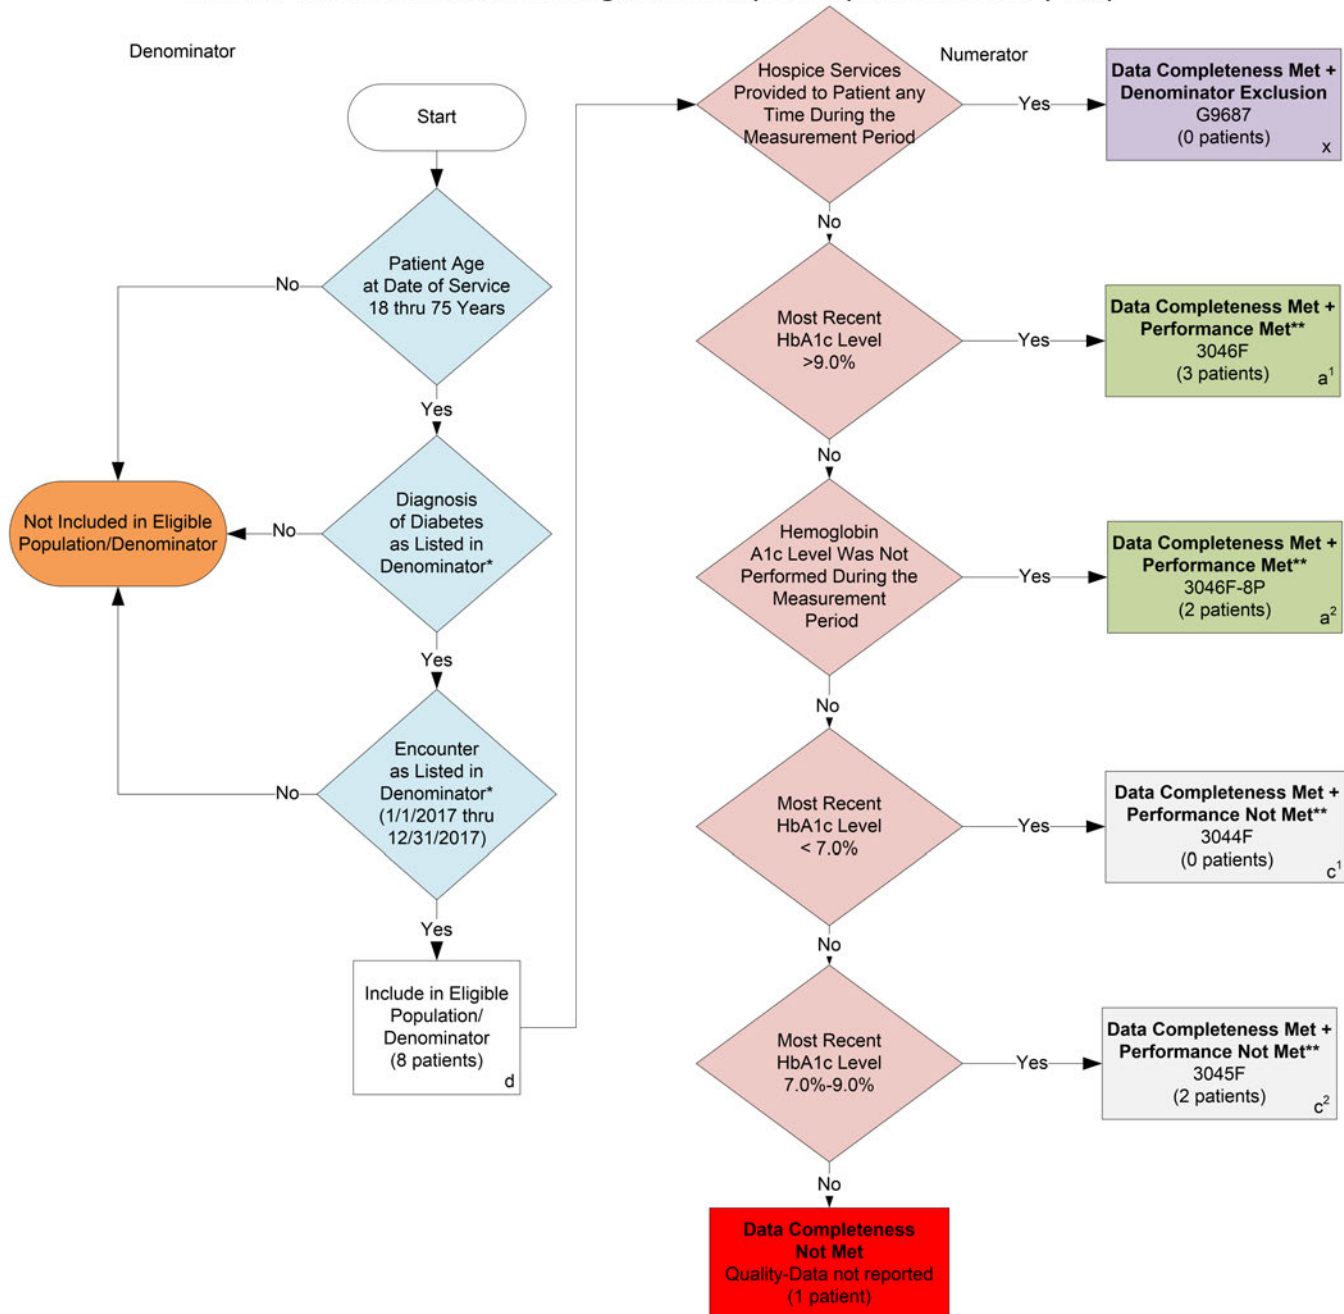 Denominator
Numerator
Start
Patient Age
at Date of Service
18 thru 75 Years
No
Yes
Diagnosis
of Diabetes
as Listed in
Denominator*
No
Not Included in Eligible
Population/Denominator
Yes
Encounter
as Listed in
Denominator*
(1/1/2017 thru
12/31/2017)
No
Yes
Include in Eligible
Population/
Denominator
(8 patients)
d
Hospice Services
Provided to Patient any
Time During the
Measurement Period
Yes
Data Completeness Met +
Denominator Exclusion
G9687
(0 patients)
x
No
Most Recent
HbA1c Level
>9.0%
Yes
Data Completeness Met +
Performance Met**
3046F
(3 patients)
a¹
No
Hemoglobin
A1c Level Was Not
Performed During the
Measurement
Period
Yes
Data Completeness Met +
Performance Met**
3046F-8P
(2 patients)
a²
No
Most Recent
HbA1c Level
< 7.0%
Yes
Data Completeness Met +
Performance Not Met**
3044F
(0 patients)
c¹
No
Most Recent
HbA1c Level
7.0%-9.0%
Yes
Data Completeness Met +
Performance Not Met**
3045F
(2 patients)
c²
No
Data Completeness
Not Met
Quality-Data not reported
(1 patient)